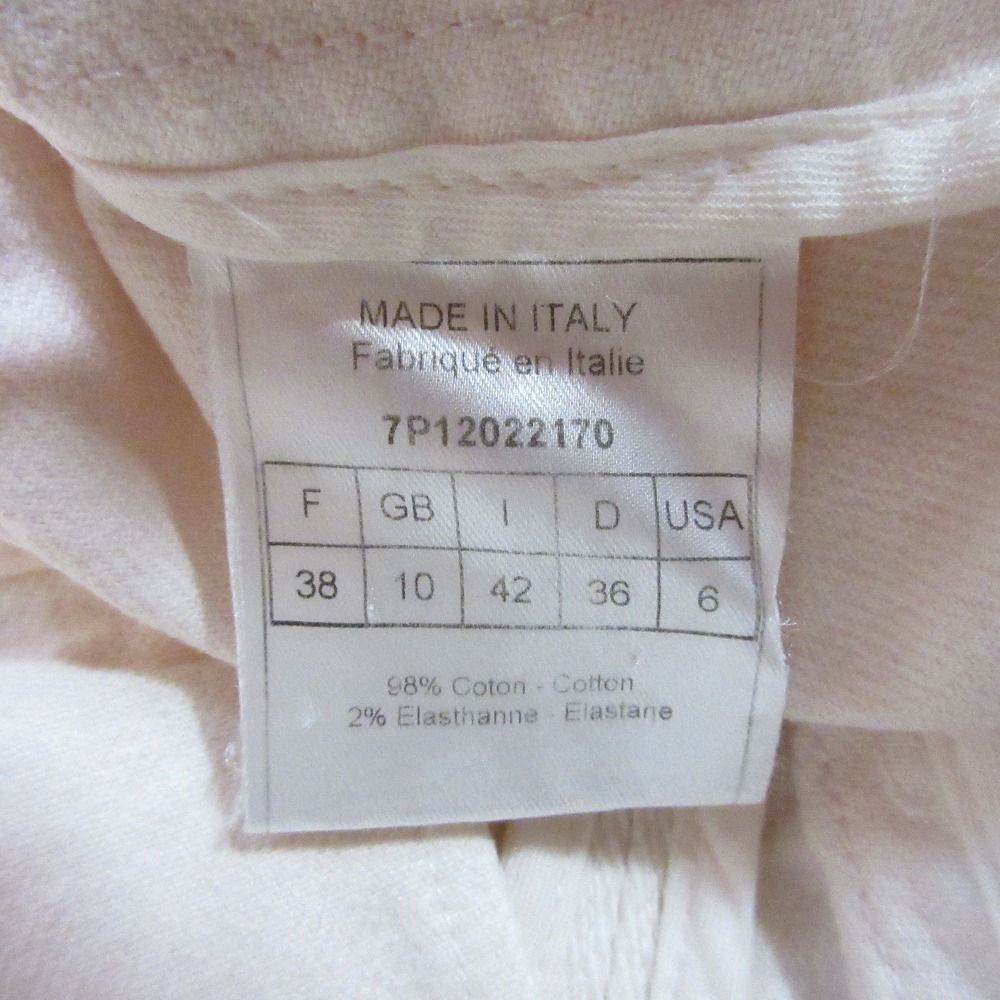 MADE IN ITALY
Fabriqué en Italie
7P12022170
F GB I D USA
38 10 42 36 6
98% Coton - Cotton
2% Elasthanne - Elastane